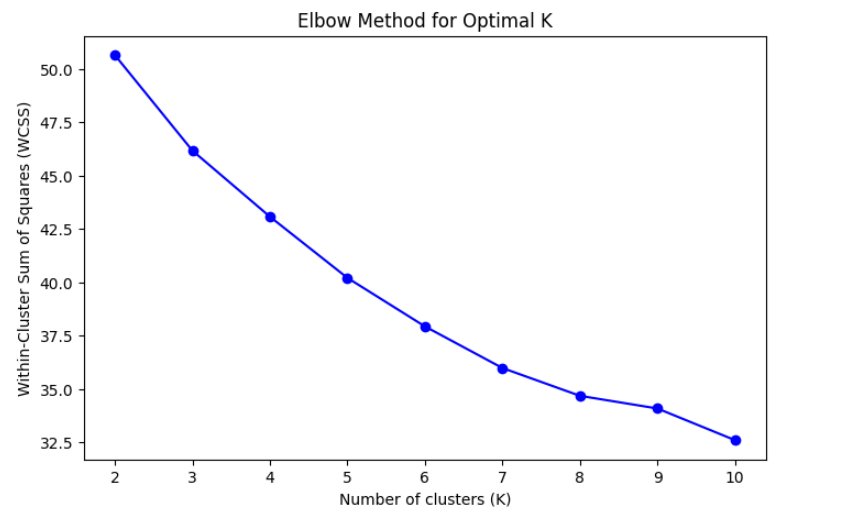 Elbow Method for Optimal K
Within-Cluster Sum of Squares (WCSS)
50.0
47.5
45.0
42.5
40.0
37.5
35.0
32.5
2 3 4 5 6 7 8 9 10
Number of clusters (K)